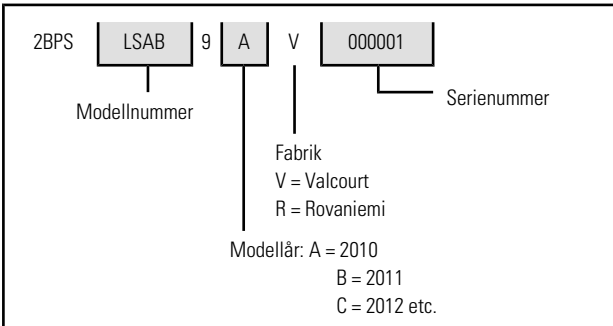 2BPS LSAB 9 A V 000001
Serienummer
Modellnummer
Fabrik
V = Valcourt
R = Rovaniemi
Modellår: A = 2010
B = 2011
C = 2012 etc.